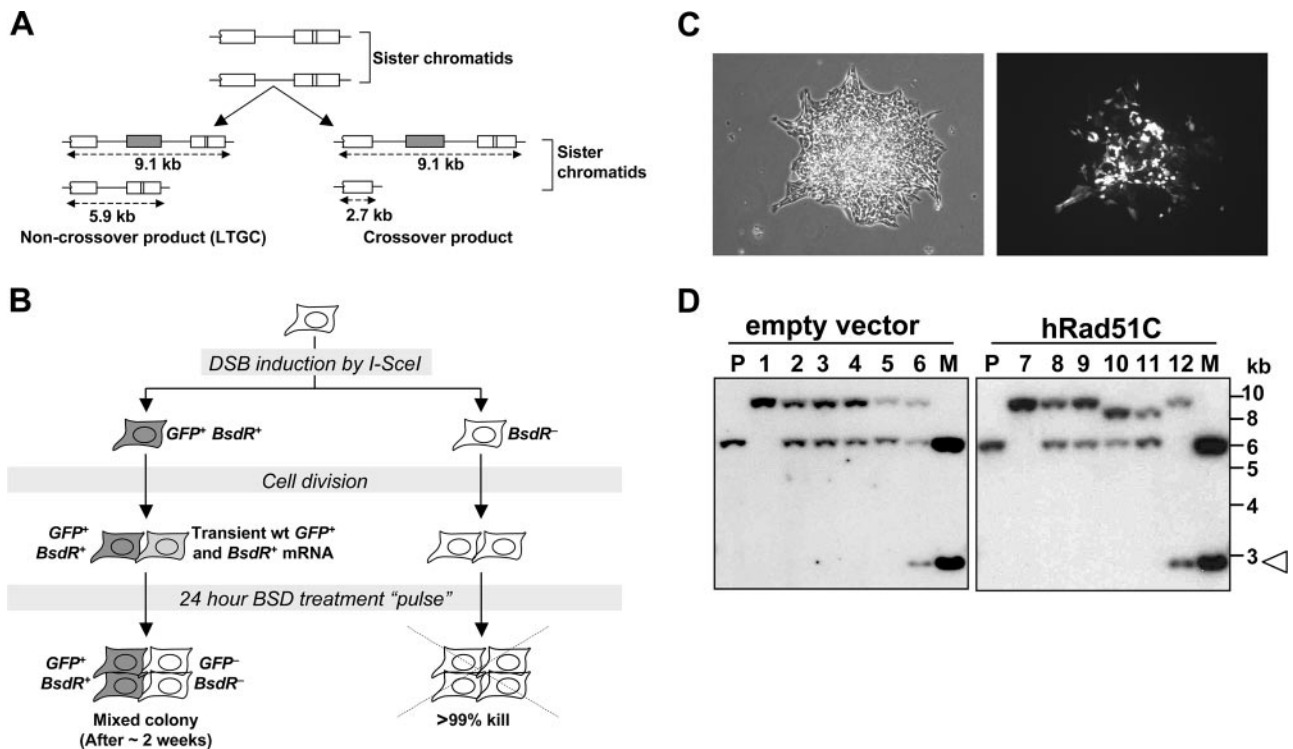 A
Sister chromatids
9.1 kb
9.1 kb
Sister
chromatids
5.9 kb
2.7 kb
Non-crossover product (LTGC)
Crossover product
B
DSB induction by I-SceI
GFP+ BsdR+
BsdR–
Cell division
GFP+
BsdR+
Transient wt GFP+
and BsdR+ mRNA
24 hour BSD treatment “pulse”
GFP+
BsdR+
GFP–
BsdR–
Mixed colony
(After ~ 2 weeks)
>99% kill
C
D
empty vector
hRad51C
P 1 2 3 4 5 6 M
P 7 8 9 10 11 12 M
kb
10
8
6
5
4
3